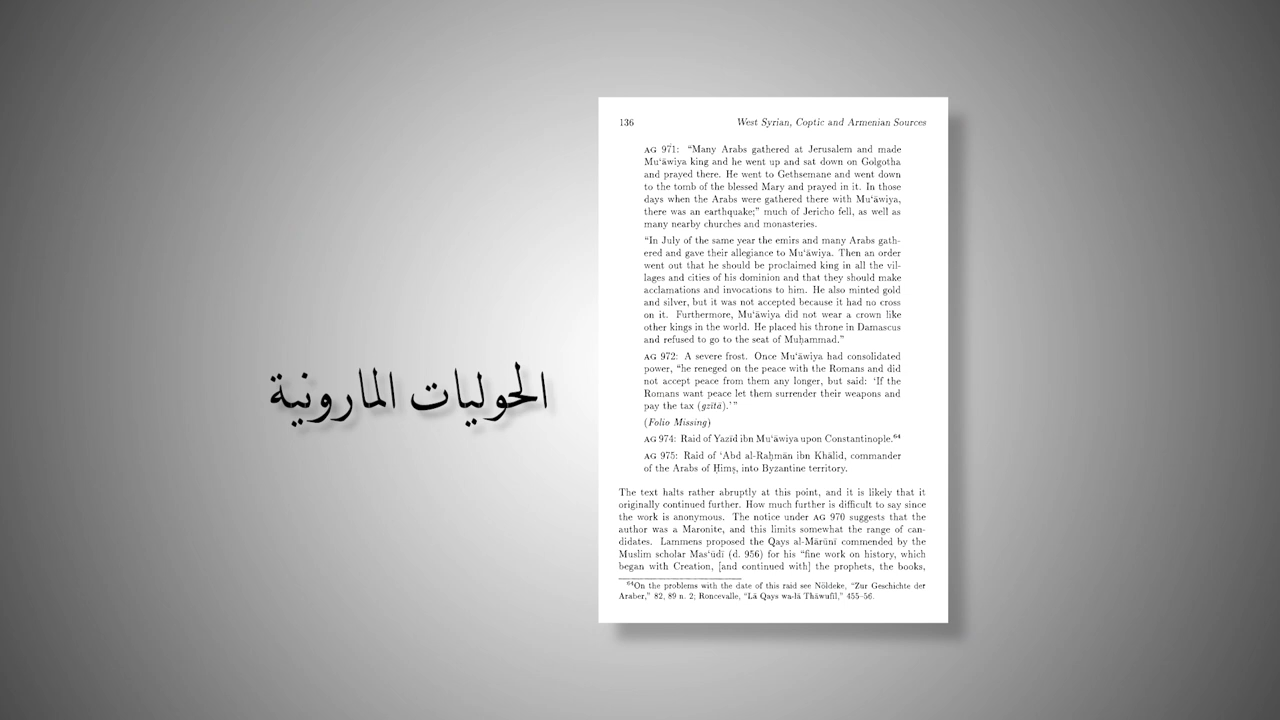 الحوليات المارونية
136 West Syrian, Coptic and Armenian Sources
AG 971: “Many Arabs gathered at Jerusalem and made
Mu‘āwiya king and he went up and sat down on Golgotha
and prayed there. He went to Gethsemane and went down
to the tomb of the blessed Mary and prayed in it. In those
days when the Arabs were gathered there with Mu‘āwiya,
there was an earthquake;” much of Jericho fell, as well as
many nearby churches and monasteries.
“In July of the same year the emirs and many Arabs gath-
ered and gave their allegiance to Mu‘āwiya. Then an order
went out that he should be proclaimed king in all the vil-
lages and cities of his dominion and that they should make
acclamations and invocations to him. He also minted gold
and silver, but it was not accepted because it had no cross
on it. Furthermore, Mu‘āwiya did not wear a crown like
other kings in the world. He placed his throne in Damascus
and refused to go to the seat of Muḥammad.”
AG 972: A severe frost. Once Mu‘āwiya had consolidated
power, “he reneged on the peace with the Romans and did
not accept peace from them any longer, but said: ‘If the
Romans want peace let them surrender their weapons and
pay the tax (gzītā).’”
(Folio Missing)
AG 974: Raid of Yazīd ibn Mu‘āwiya upon Constantinople.64
AG 975: Raid of ‘Abd al-Raḥmān ibn Khālid, commander
of the Arabs of Ḥimṣ, into Byzantine territory.
The text halts rather abruptly at this point, and it is likely that it
originally continued further. How much further is difficult to say since
the work is anonymous. The notice under AG 970 suggests that the
author was a Maronite, and this limits somewhat the range of can-
didates. Lammens proposed the Qays al-Mārūnī commended by the
Muslim scholar Mas‘ūdī (d. 956) for his “fine work on history, which
began with Creation, [and continued with] the prophets, the books,
64On the problems with the date of this raid see Nöldeke, “Zur Geschichte der
Araber,” 82, 89 n. 2; Roncevalle, “Lā Qays wa-lā Thāwufīl,” 455–56.